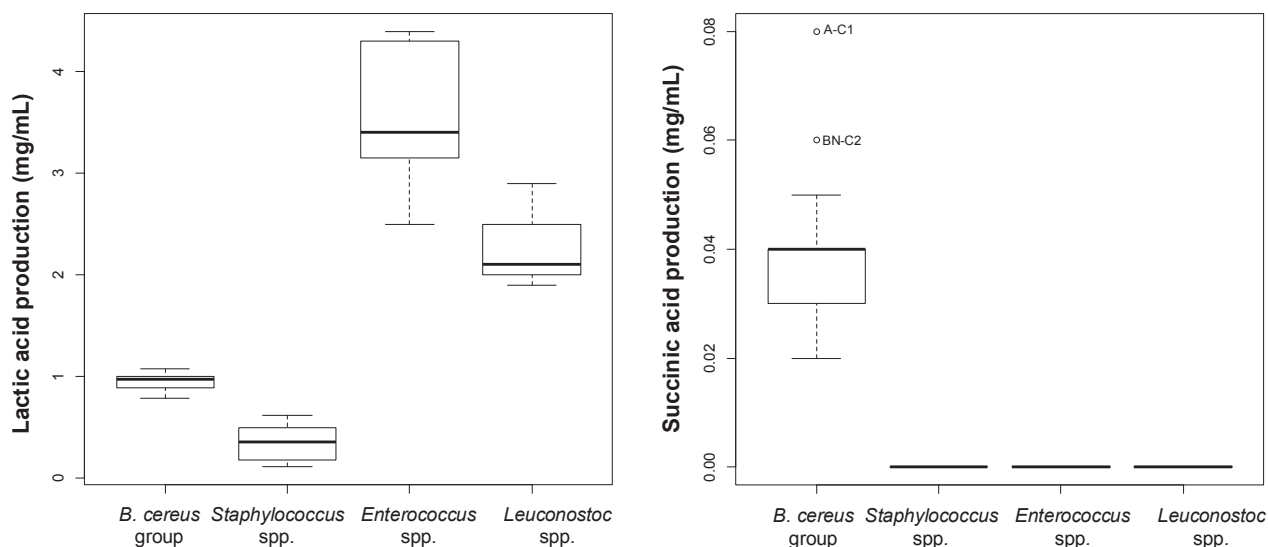 Lactic acid production (mg/mL)
4
3
2
1
0
B. cereus
group
Staphylococcus
spp.
Enterococcus
spp.
Leuconostoc
spp.
Succinic acid production (mg/mL)
0.08
0.06
0.04
0.02
0.00
A-C1
BN-C2
B. cereus
group
Staphylococcus
spp.
Enterococcus
spp.
Leuconostoc
spp.